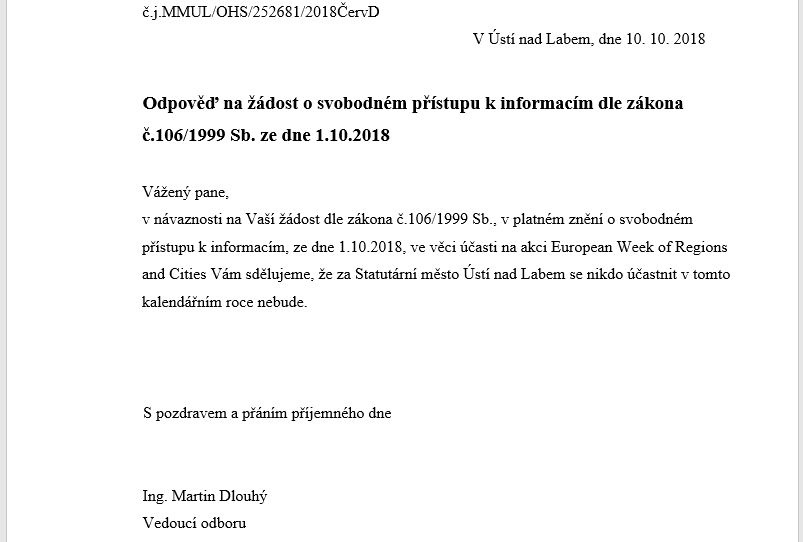 č.j.MMUL/OHS/252681/2018ČervD
V Ústí nad Labem, dne 10. 10. 2018
Odpověď na žádost o svobodném přístupu k informacím dle zákona
č.106/1999 Sb. ze dne 1.10.2018
Vážený pane,
v návaznosti na Vaší žádost dle zákona č.106/1999 Sb., v platném znění o svobodném
přístupu k informacím, ze dne 1.10.2018, ve věci účasti na akci European Week of Regions
and Cities Vám sdělujeme, že za Statutární město Ústí nad Labem se nikdo účastnit v tomto
kalendářním roce nebude.
S pozdravem a přáním příjemného dne
Ing. Martin Dlouhý
Vedoucí odboru